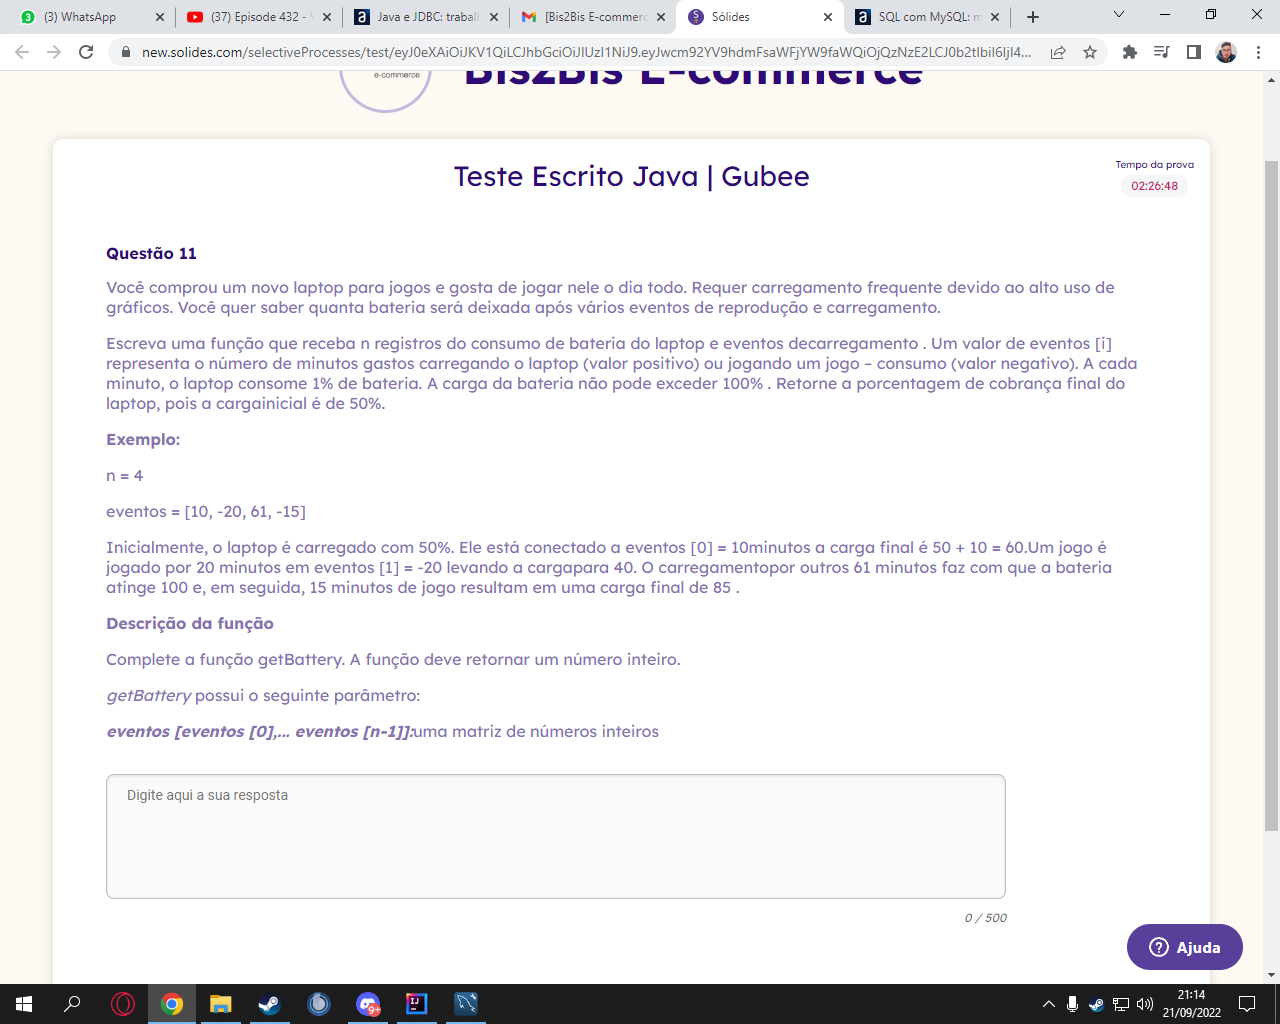 (3) WhatsApp
(37) Episode 432 -
Java e JDBC: trabal
[Bis2Bis E-commerc
Sólides
SQL com MySQL: m
new.solides.com/selectiveProcesses/test/eyJ0eXAiOiJKV1QiLCJhbGciOiJIUzI1NiJ9.eyJwcm92YV9hdmFsaWFjYW9faWQiOjQzNzE2LCJ0b2tlbiI6IjI4...
e-commerce
Bis2Bis E-commerce
Teste Escrito Java | Gubee
Tempo da prova
02:26:48
Questão 11
Você comprou um novo laptop para jogos e gosta de jogar nele o dia todo. Requer carregamento frequente devido ao alto uso de
gráficos. Você quer saber quanta bateria será deixada após vários eventos de reprodução e carregamento.
Escreva uma função que receba n registros do consumo de bateria do laptop e eventos decarregamento . Um valor de eventos [i]
representa o número de minutos gastos carregando o laptop (valor positivo) ou jogando um jogo – consumo (valor negativo). A cada
minuto, o laptop consome 1% de bateria. A carga da bateria não pode exceder 100% . Retorne a porcentagem de cobrança final do
laptop, pois a cargainicial é de 50%.
Exemplo:
n = 4
eventos = [10, -20, 61, -15]
Inicialmente, o laptop é carregado com 50%. Ele está conectado a eventos [0] = 10minutos a carga final é 50 + 10 = 60.Um jogo é
jogado por 20 minutos em eventos [1] = -20 levando a cargapara 40. O carregamentopor outros 61 minutos faz com que a bateria
atinge 100 e, em seguida, 15 minutos de jogo resultam em uma carga final de 85 .
Descrição da função
Complete a função getBattery. A função deve retornar um número inteiro.
getBattery possui o seguinte parâmetro:
eventos [eventos [0],... eventos [n-1]]:uma matriz de números inteiros
Digite aqui a sua resposta
0 / 500
Ajuda
9+
21:14
21/09/2022